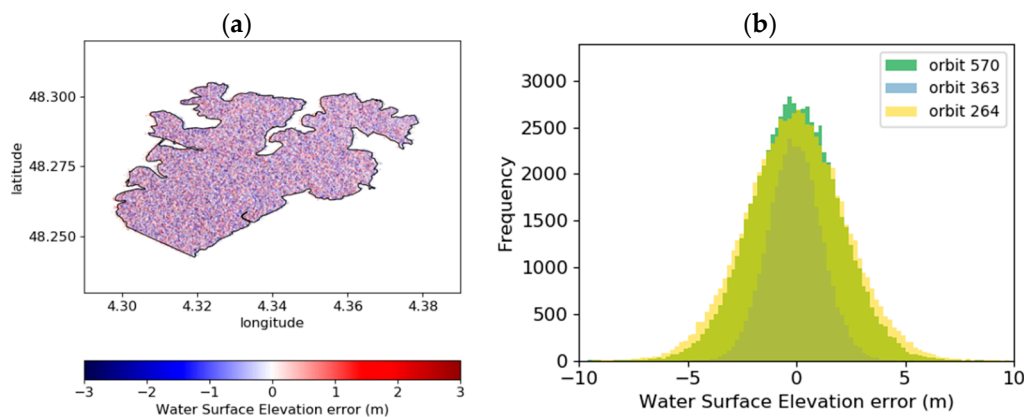 (a)
48.300
48.275
48.250
latitude
4.30 4.32 4.34 4.36 4.38
longitude
−3 −2 −1 0 1 2 3
Water Surface Elevation error (m)
(b)
orbit 570
orbit 363
orbit 264
3000
2500
2000
1500
1000
500
0
Frequency
−10 −5 0 5 10
Water Surface Elevation error (m)